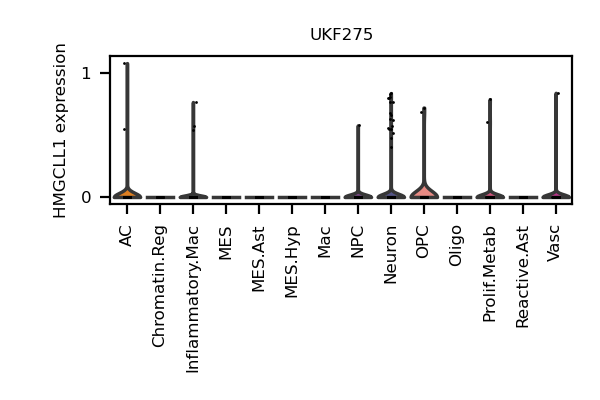 UKF275
HMGCLL1 expression
1
0
AC
Chromatin.Reg
Inflammatory.Mac
MES
MES.Ast
MES.Hyp
Mac
NPC
Neuron
OPC
Oligo
Prolif.Metab
Reactive.Ast
Vasc